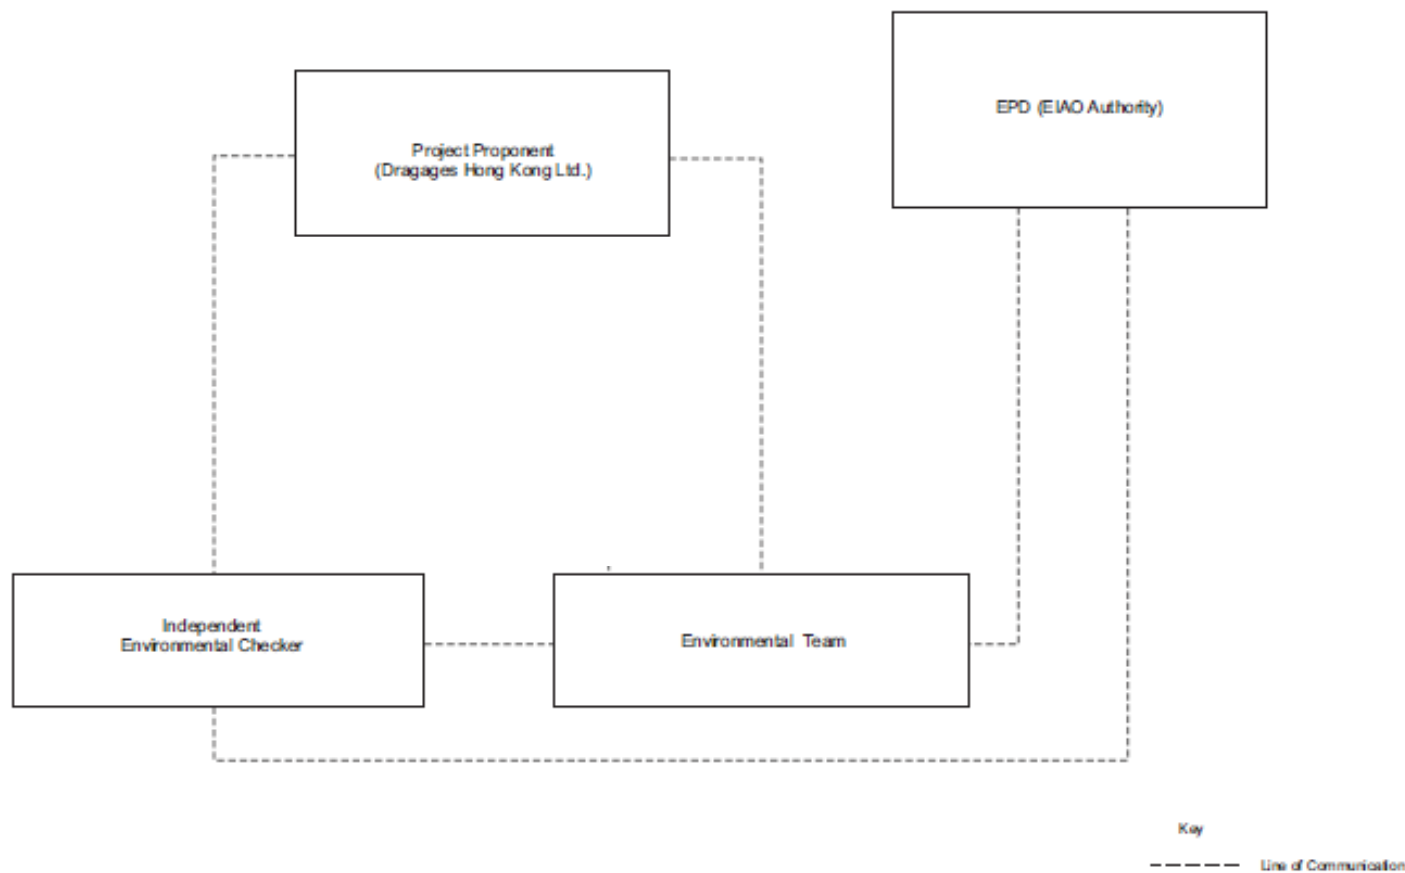 EPD (EIAO Authority)
Project Proponent
(Dragages Hong Kong Ltd.)
Independent
Environmental Checker
Environmental Team
Key
Line of Communication